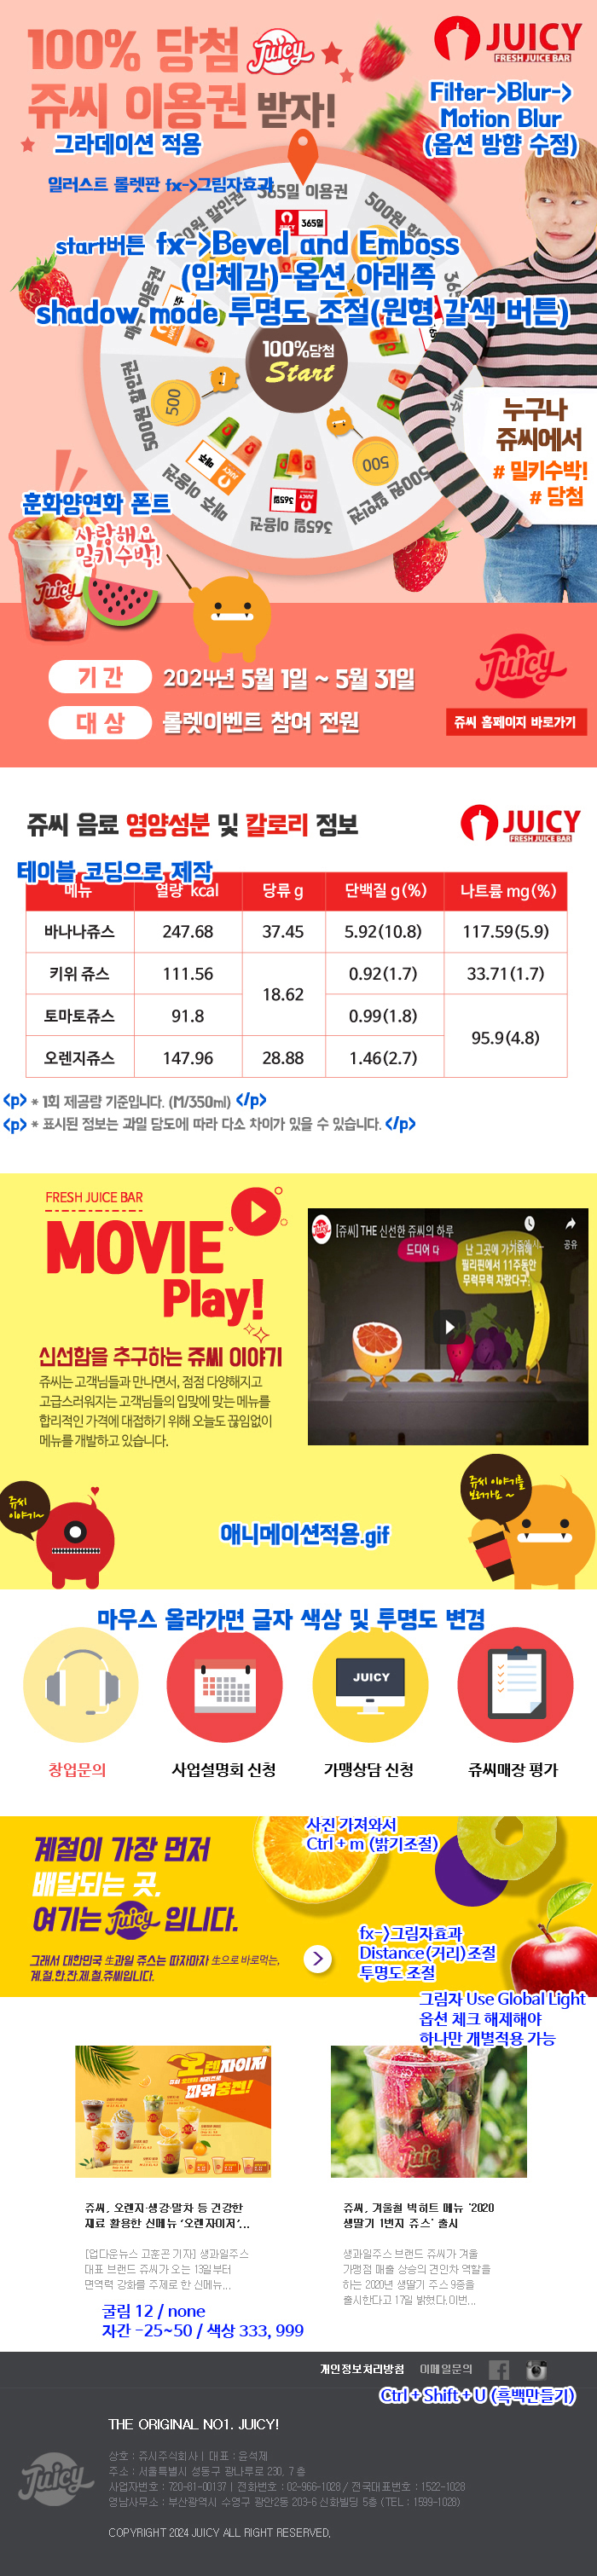 100% 당첨 Juicy
쥬씨 이용권 받자!
JUICY
FRESH JUICE BAR
Filter->Blur->
Motion Blur
(옵션 방향 수정)
그라데이션 적용
일러스트 롤렛판 fx->그림자효과
365일 이용권
365일
start버튼 fx->Bevel and Emboss
(입체감)-옵션 아래쪽
shadow mode 투명도 조절(원형 갈색 버튼)
100%당첨
Start
500
500원 할인권
매주 이용권
365일 이용권
365일
500
500원 할인권
누구나
쥬씨에서
# 밀키수박!
# 당첨
훈화양연화 폰트
사랑해요
밀키수박!
Juicy
기 간
2024년 5월 1일 ~ 5월 31일
대 상
롤렛이벤트 참여 전원
Juicy
쥬씨 홈페이지 바로가기
쥬씨 음료 영양성분 및 칼로리 정보
JUICY
FRESH JUICE BAR
테이블 코딩으로 제작
메뉴 열량 kcal 당류 g 단백질 g(%) 나트륨 mg(%)
바나나쥬스 247.68 37.45 5.92(10.8) 117.59(5.9)
키위 쥬스 111.56 18.62 0.92(1.7) 33.71(1.7)
토마토쥬스 91.8 0.99(1.8) 95.9(4.8)
오렌지쥬스 147.96 28.88 1.46(2.7)
<p> * 1회 제공량 기준입니다. (M/350ml) </p>
<p> * 표시된 정보는 과일 당도에 따라 다소 차이가 있을 수 있습니다. </p>
FRESH JUICE BAR
MOVIE
Play!
신선함을 추구하는 쥬씨 이야기
쥬씨는 고객님들과 만나면서, 점점 다양해지고
고급스러워지는 고객님들의 입맛에 맞는 메뉴를
합리적인 가격에 대접하기 위해 오늘도 끊임없이
메뉴를 개발하고 있습니다.
[쥬씨] THE 신선한 쥬씨의 하루
공유
드디어 다
난 그곳에 가기위해
필리핀에서 11주동안
무럭무럭 자랐다구!
쥬씨
이야기~
쥬씨 이야기를
보러가요 ~
애니메이션적용.gif
마우스 올라가면 글자 색상 및 투명도 변경
JUICY
창업문의
사업설명회 신청
가맹상담 신청
쥬씨매장 평가
사진 가져와서
Ctrl + m (밝기조절)
계절이 가장 먼저
배달되는 곳.
여기는 Juicy 입니다.
그래서 대한민국 生과일 쥬스는 따자마자 生으로 바로먹는,
계.절.한.잔.제.철.쥬씨입니다.
fx->그림자효과
Distance(거리)조절
투명도 조절
그림자 Use Global Light
옵션 체크 해제해야
하나만 개별적용 가능
오렌자이저
파워충전!
쥬씨, 오렌지·생강·말차 등 건강한
재료 활용한 신메뉴 '오렌자이저'...
[업다운뉴스 고훈곤 기자] 생과일주스
대표 브랜드 쥬씨가 오는 13일부터
면역력 강화를 주제로 한 신메뉴...
쥬씨, 겨울철 빅히트 메뉴 '2020
생딸기 1번지 쥬스' 출시
생과일주스 브랜드 쥬씨가 겨울
가맹점 매출 상승의 견인차 역할을
하는 2020년 생딸기 주스 9종을
출시한다고 17일 밝혔다.이번...
굴림 12 / none
자간 -25~50 / 색상 333, 999
개인정보처리방침
이메일문의
Ctrl + Shift + U (흑백만들기)
Juicy
THE ORIGINAL NO1. JUICY!
상호 : 쥬시주식회사 | 대표 : 윤석제
주소 : 서울특별시 성동구 광나루로 230, 7 층
사업자번호 : 720-81-00137 | 전화번호 : 02-966-1028 / 전국대표번호 : 1522-1028
영남사무소 : 부산광역시 수영구 광안2동 203-6 신화빌딩 5층 (TEL : 1599-1028)
COPYRIGHT 2024 JUICY ALL RIGHT RESERVED.